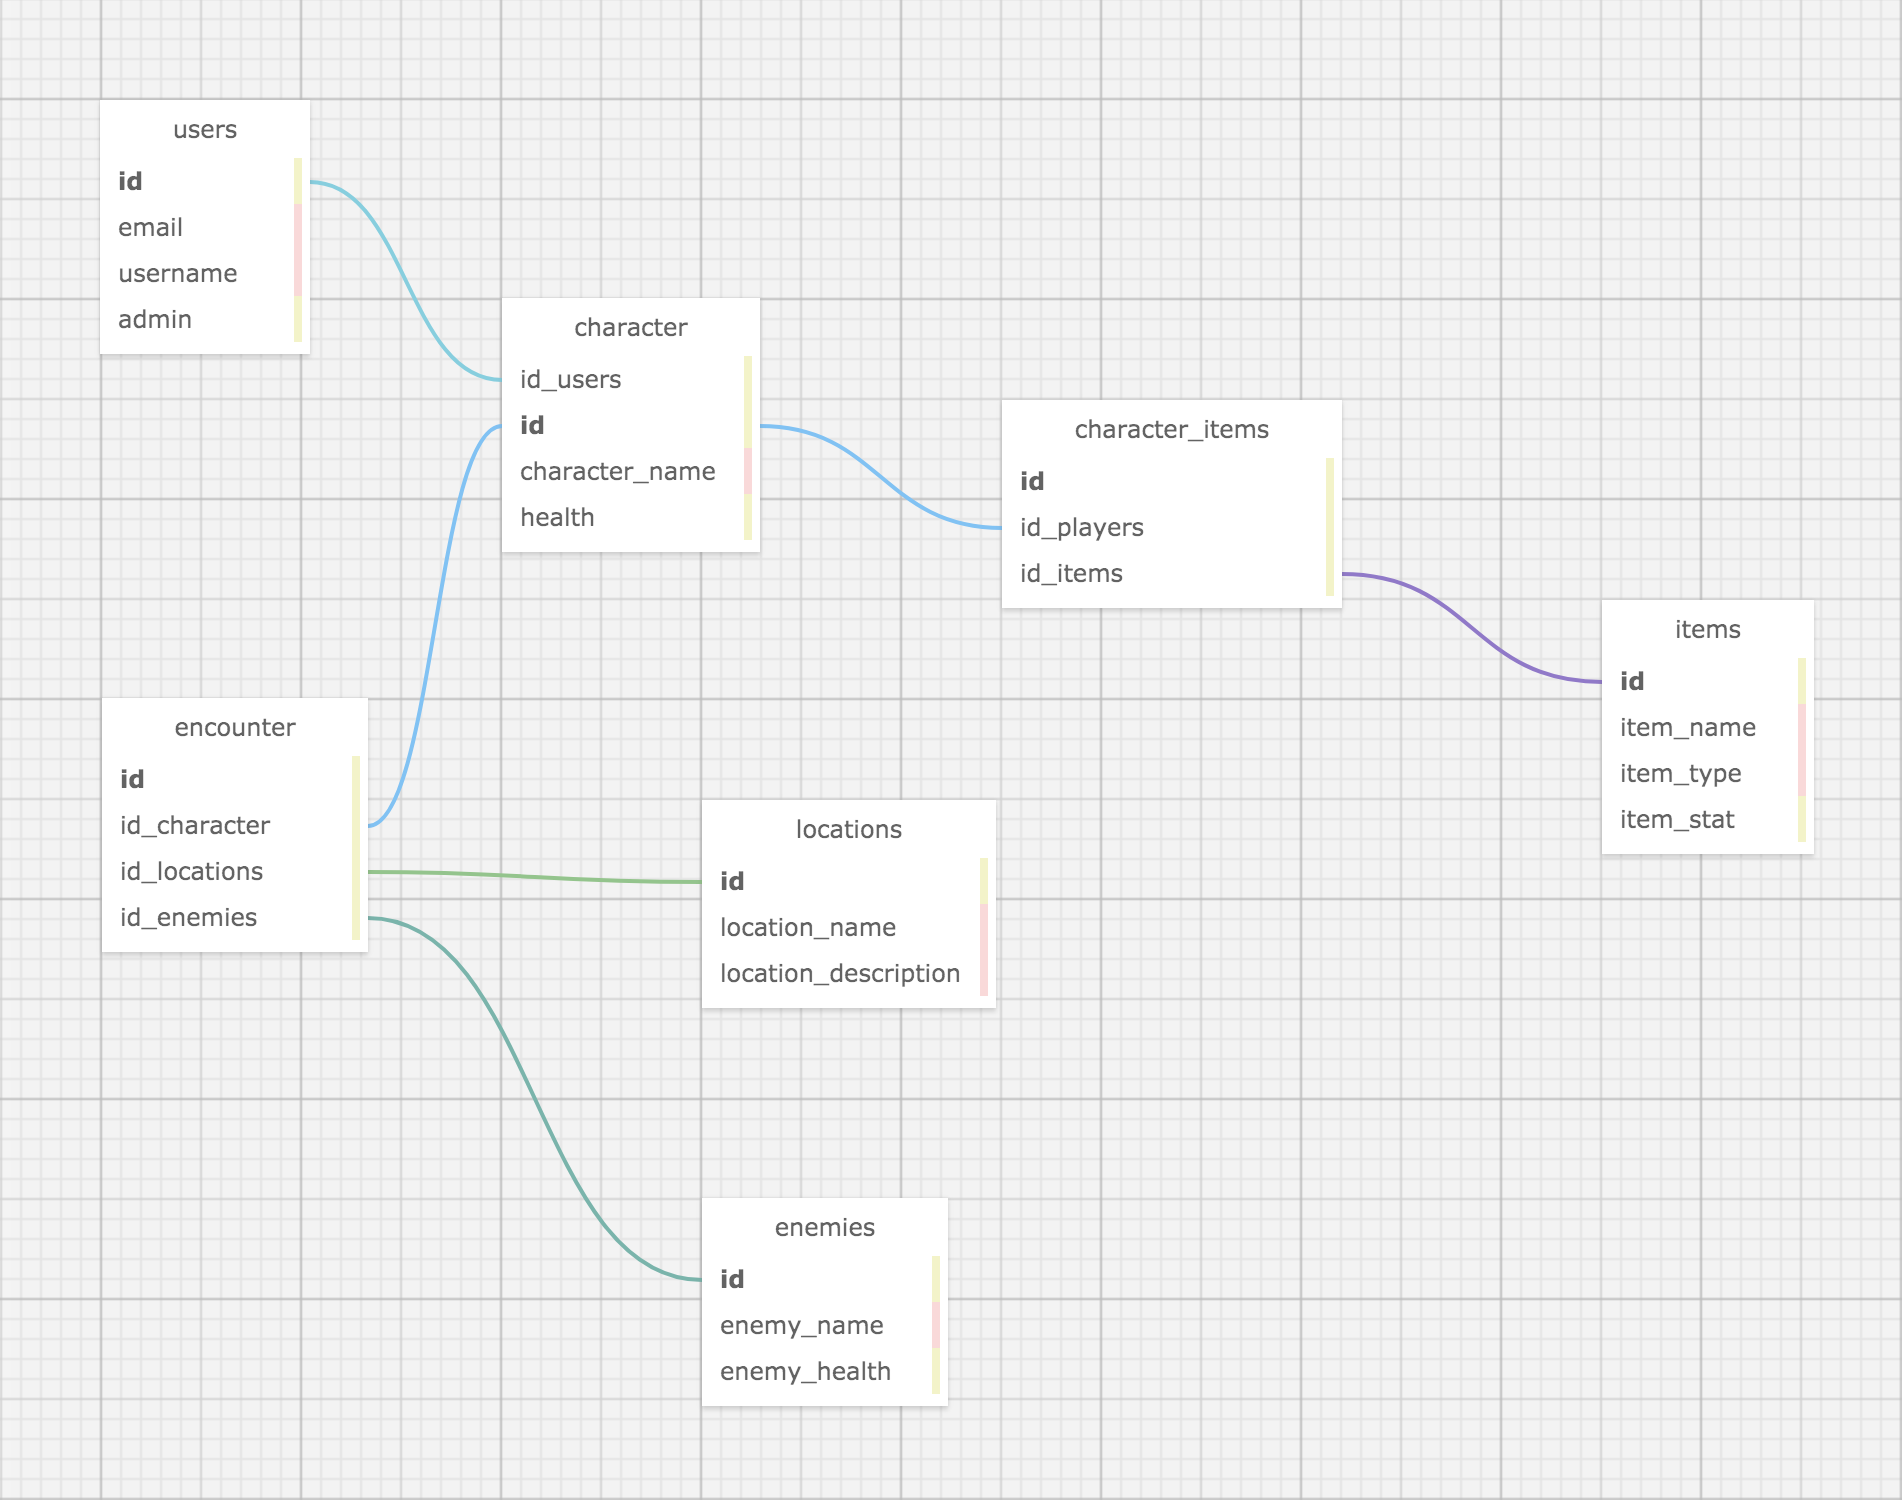 users
id
email
username
admin
character
id_users
id
character_name
health
character_items
id
id_players
id_items
items
id
item_name
item_type
item_stat
encounter
id
id_character
id_locations
id_enemies
locations
id
location_name
location_description
enemies
id
enemy_name
enemy_health